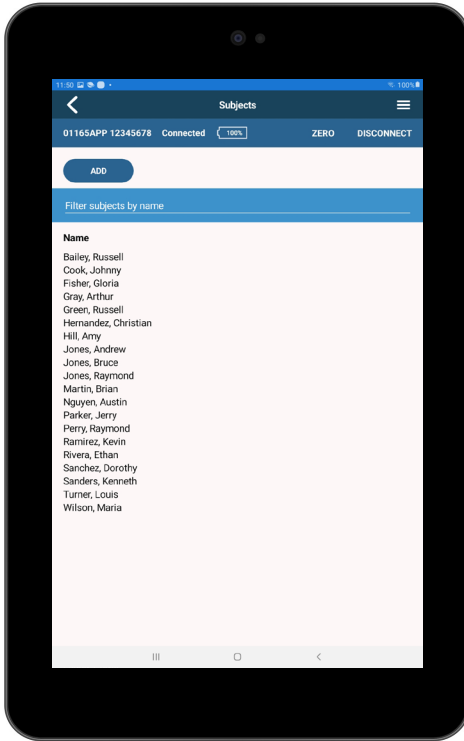 11:50 100%
Subjects
01165APP 12345678 Connected 100% ZERO DISCONNECT
ADD
Filter subjects by name
Name
Bailey, Russell
Cook, Johnny
Fisher, Gloria
Gray, Arthur
Green, Russell
Hernandez, Christian
Hill, Amy
Jones, Andrew
Jones, Bruce
Jones, Raymond
Martin, Brian
Nguyen, Austin
Parker, Jerry
Perry, Raymond
Ramirez, Kevin
Rivera, Ethan
Sanchez, Dorothy
Sanders, Kenneth
Turner, Louis
Wilson, Maria